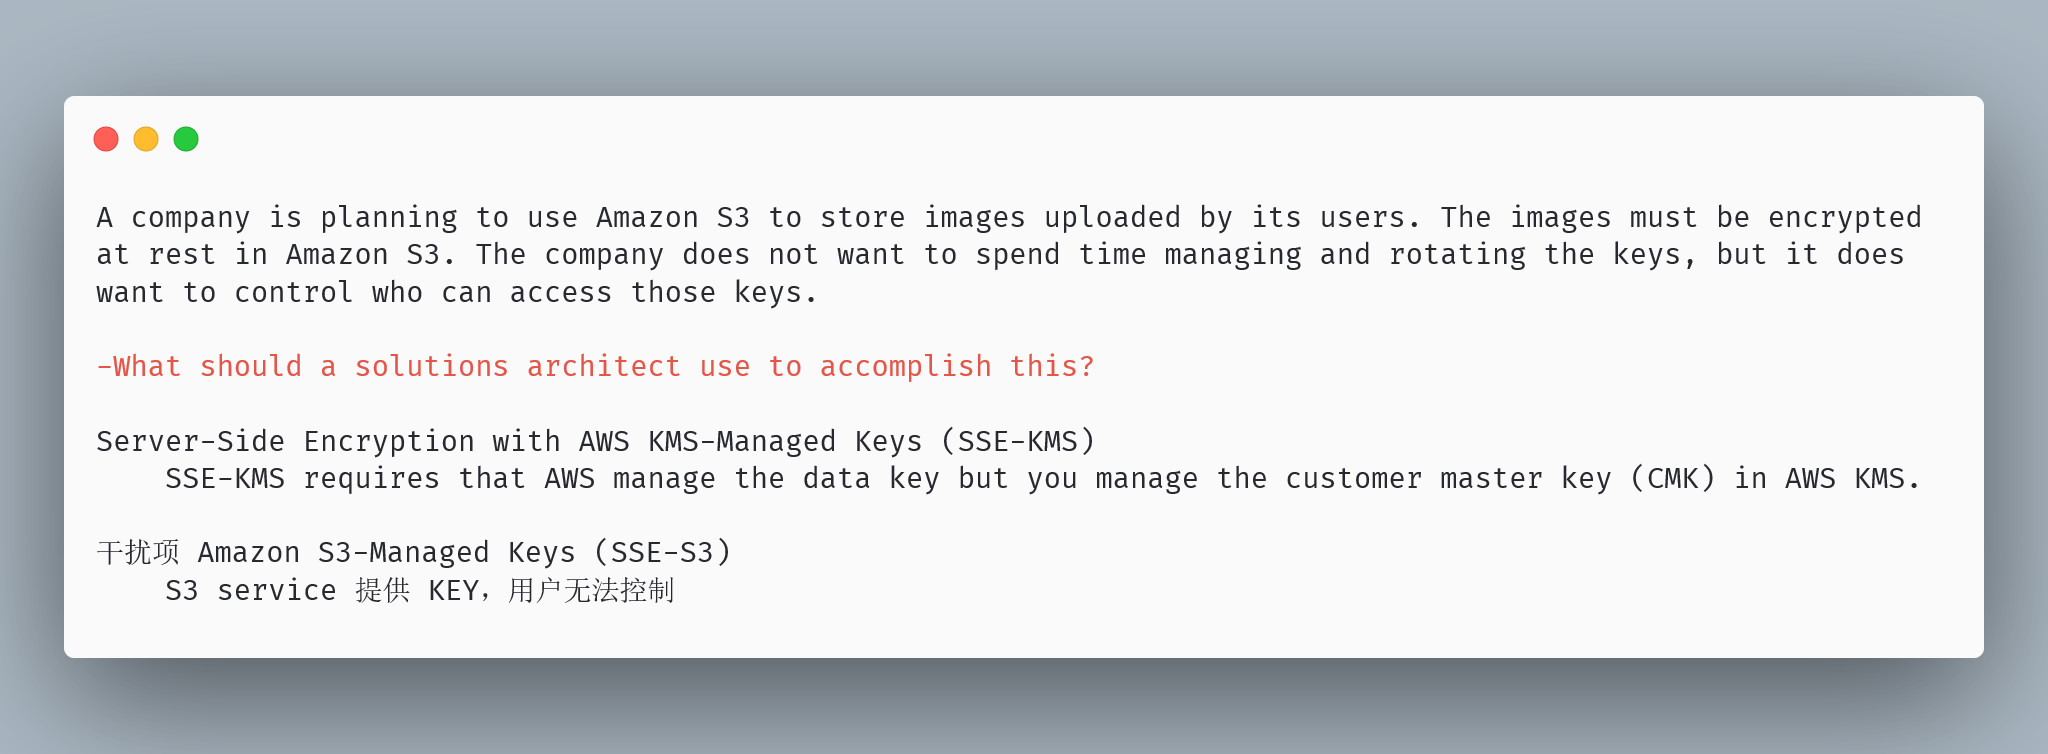 A company is planning to use Amazon S3 to store images uploaded by its users. The images must be encrypted
at rest in Amazon S3. The company does not want to spend time managing and rotating the keys, but it does
want to control who can access those keys.
-What should a solutions architect use to accomplish this?
Server-Side Encryption with AWS KMS-Managed Keys (SSE-KMS)
SSE-KMS requires that AWS manage the data key but you manage the customer master key (CMK) in AWS KMS.
干扰项 Amazon S3-Managed Keys (SSE-S3)
S3 service 提供 KEY，用户无法控制